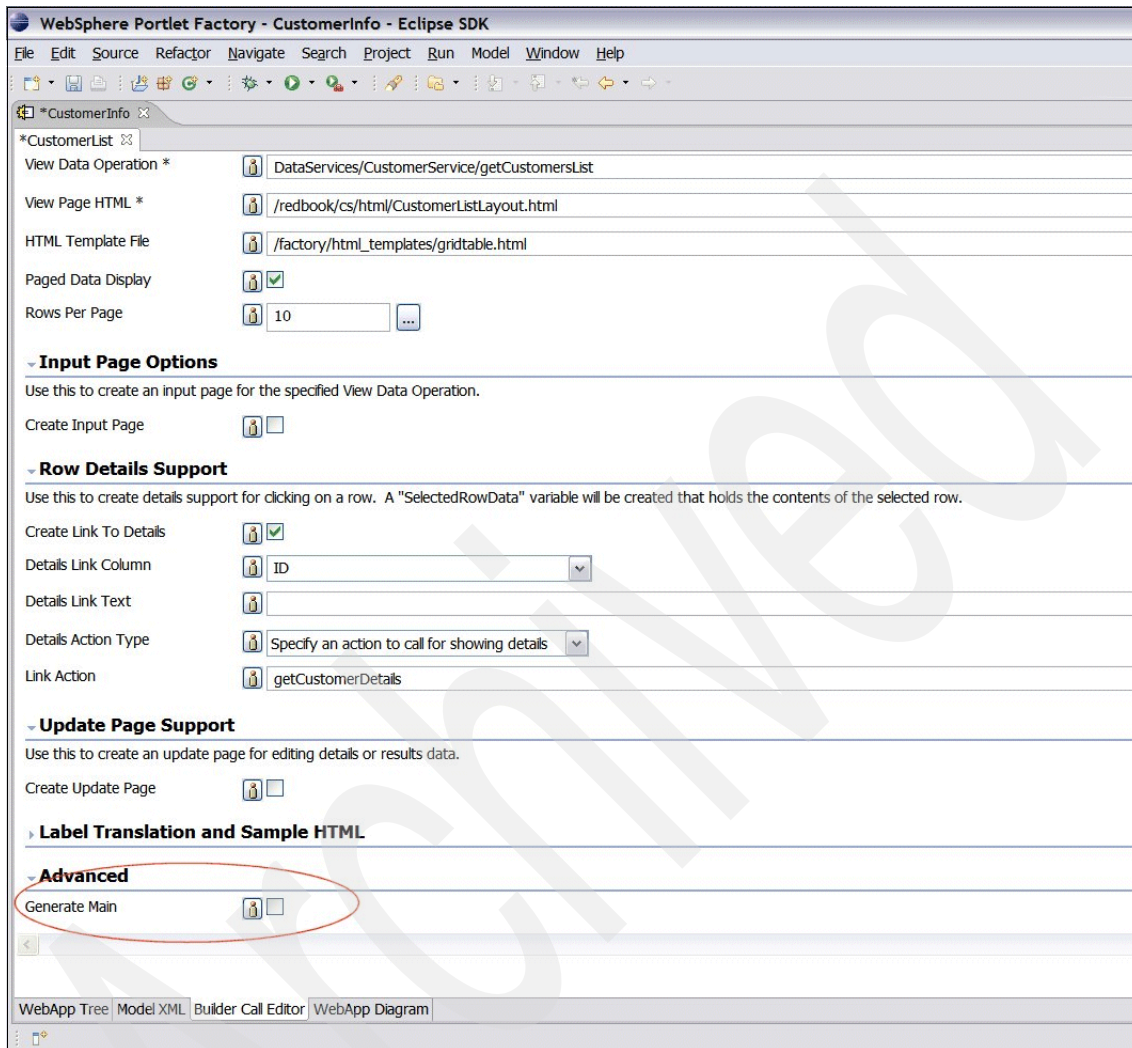 WebSphere Portlet Factory - CustomerInfo - Eclipse SDK
File Edit Source Refactor Navigate Search Project Run Model Window Help
*CustomerInfo
*CustomerList
View Data Operation * DataServices/CustomerService/getCustomersList
View Page HTML * /redbook/cs/html/CustomerListLayout.html
HTML Template File /factory/html_templates/gridtable.html
Paged Data Display
Rows Per Page 10 ...
Input Page Options
Use this to create an input page for the specified View Data Operation.
Create Input Page
Row Details Support
Use this to create details support for clicking on a row. A "SelectedRowData" variable will be created that holds the contents of the selected row.
Create Link To Details
Details Link Column ID
Details Link Text
Details Action Type Specify an action to call for showing details
Link Action getCustomerDetails
Update Page Support
Use this to create an update page for editing details or results data.
Create Update Page
Label Translation and Sample HTML
Advanced
Generate Main
WebApp Tree Model XML Builder Call Editor WebApp Diagram
Archived